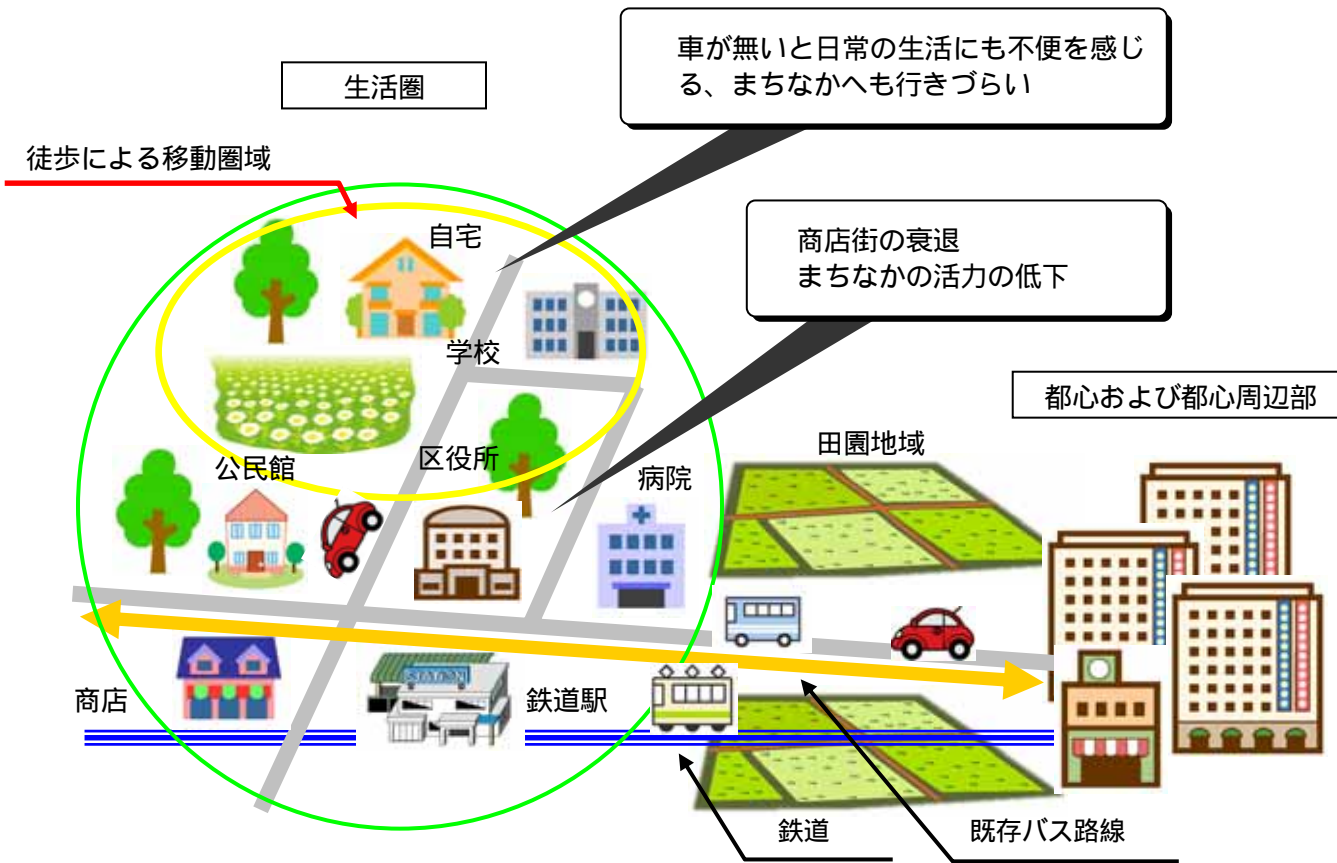 車が無いと日常の生活にも不便を感じ
る、まちなかへも行きづらい
生活圏
徒歩による移動圏域
自宅
商店街の衰退
まちなかの活力の低下
学校
都心および都心周辺部
田園地域
公民館
区役所
病院
STATION
商店
鉄道駅
鉄道
既存バス路線